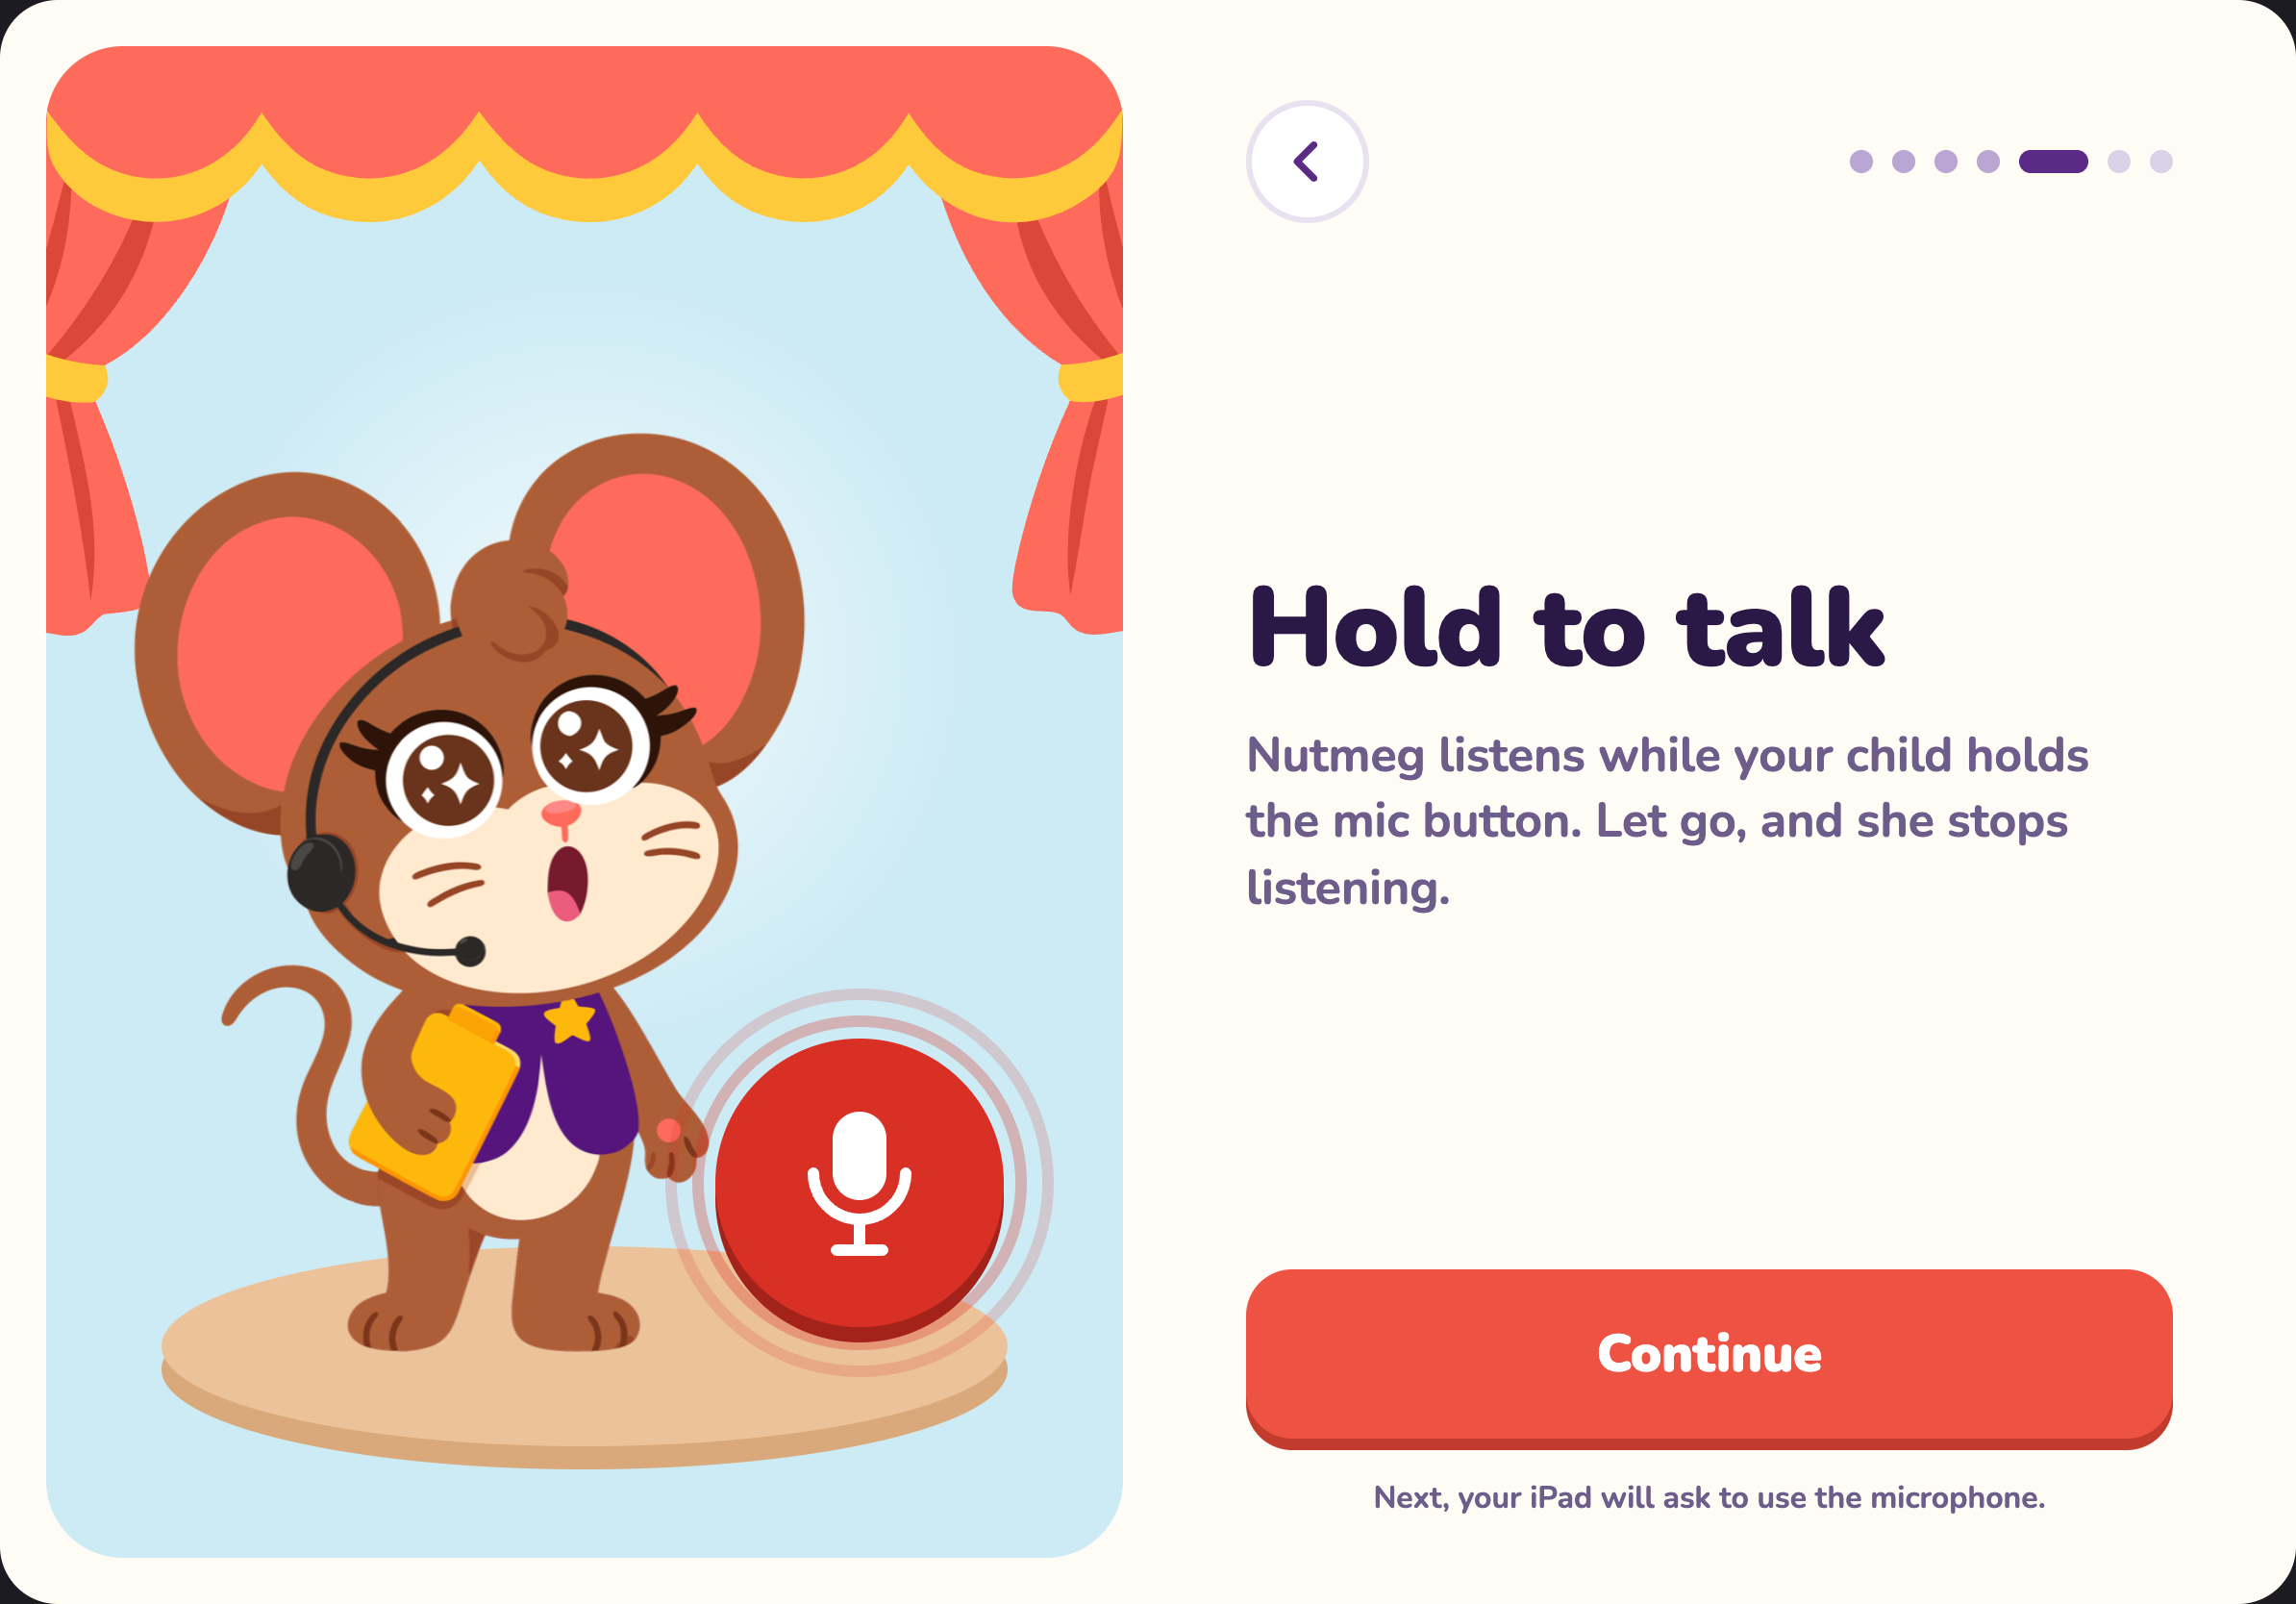 Hold to talk
Nutmeg listens while your child holds
the mic button. Let go, and she stops
listening.
Continue
Next, your iPad will ask to use the microphone.